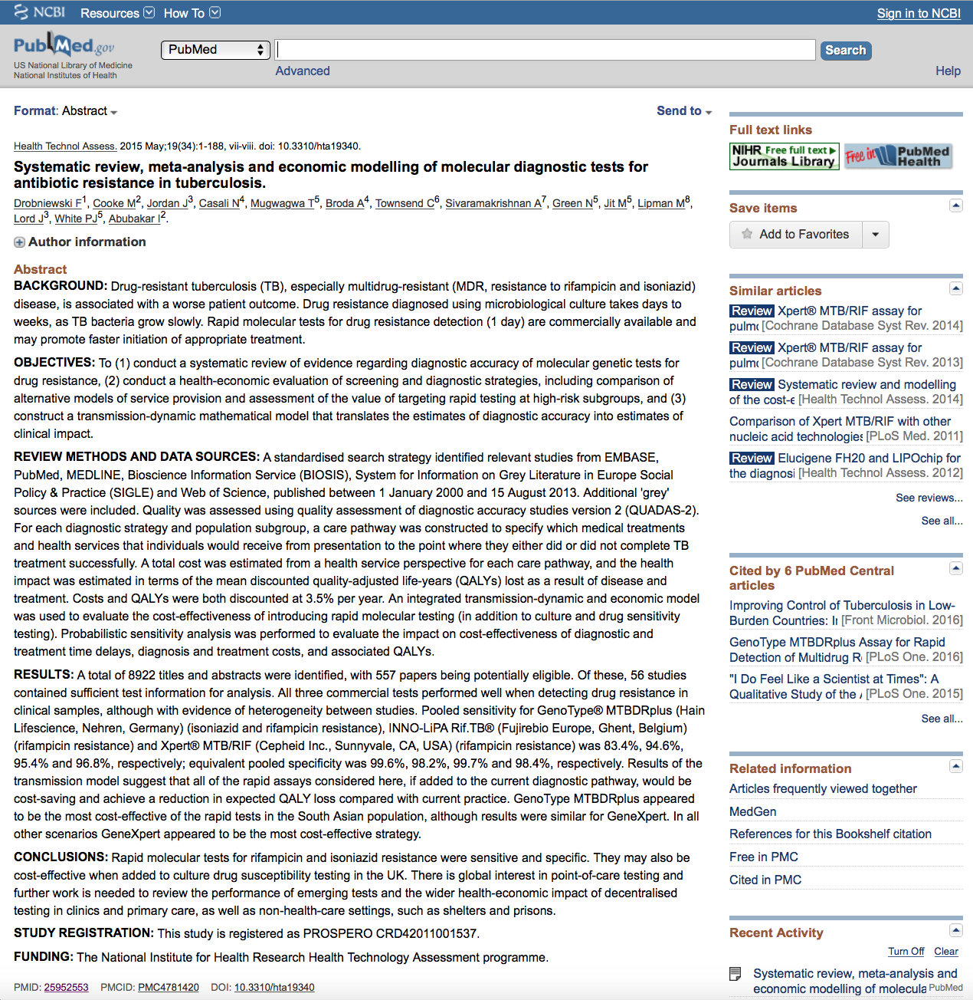 NCBI Resources How To Sign in to NCBI
PubMed.gov
US National Library of Medicine
National Institutes of Health
PubMed
Search
Advanced
Help
Format: Abstract
Send to
Health Technol Assess. 2015 May;19(34):1-188, vii-viii. doi: 10.3310/hta19340.
Systematic review, meta-analysis and economic modelling of molecular diagnostic tests for
antibiotic resistance in tuberculosis.
Drobniewski F1, Cooke M2, Jordan J3, Casali N4, Mugwagwa T5, Broda A4, Townsend C6, Sivaramakrishnan A7, Green N5, Jit M5, Lipman M8,
Lord J3, White PJ5, Abubakar I2.
Author information
Abstract
BACKGROUND: Drug-resistant tuberculosis (TB), especially multidrug-resistant (MDR, resistance to rifampicin and isoniazid)
disease, is associated with a worse patient outcome. Drug resistance diagnosed using microbiological culture takes days to
weeks, as TB bacteria grow slowly. Rapid molecular tests for drug resistance detection (1 day) are commercially available and
may promote faster initiation of appropriate treatment.
OBJECTIVES: To (1) conduct a systematic review of evidence regarding diagnostic accuracy of molecular genetic tests for
drug resistance, (2) conduct a health-economic evaluation of screening and diagnostic strategies, including comparison of
alternative models of service provision and assessment of the value of targeting rapid testing at high-risk subgroups, and (3)
construct a transmission-dynamic mathematical model that translates the estimates of diagnostic accuracy into estimates of
clinical impact.
REVIEW METHODS AND DATA SOURCES: A standardised search strategy identified relevant studies from EMBASE,
PubMed, MEDLINE, Bioscience Information Service (BIOSIS), System for Information on Grey Literature in Europe Social
Policy & Practice (SIGLE) and Web of Science, published between 1 January 2000 and 15 August 2013. Additional 'grey'
sources were included. Quality was assessed using quality assessment of diagnostic accuracy studies version 2 (QUADAS-2).
For each diagnostic strategy and population subgroup, a care pathway was constructed to specify which medical treatments
and health services that individuals would receive from presentation to the point where they either did or did not complete TB
treatment successfully. A total cost was estimated from a health service perspective for each care pathway, and the health
impact was estimated in terms of the mean discounted quality-adjusted life-years (QALYs) lost as a result of disease and
treatment. Costs and QALYs were both discounted at 3.5% per year. An integrated transmission-dynamic and economic model
was used to evaluate the cost-effectiveness of introducing rapid molecular testing (in addition to culture and drug sensitivity
testing). Probabilistic sensitivity analysis was performed to evaluate the impact on cost-effectiveness of diagnostic and
treatment time delays, diagnosis and treatment costs, and associated QALYs.
RESULTS: A total of 8922 titles and abstracts were identified, with 557 papers being potentially eligible. Of these, 56 studies
contained sufficient test information for analysis. All three commercial tests performed well when detecting drug resistance in
clinical samples, although with evidence of heterogeneity between studies. Pooled sensitivity for GenoType® MTBDRplus (Hain
Lifescience, Nehren, Germany) (isoniazid and rifampicin resistance), INNO-LiPA Rif.TB® (Fujirebio Europe, Ghent, Belgium)
(rifampicin resistance) and Xpert® MTB/RIF (Cepheid Inc., Sunnyvale, CA, USA) (rifampicin resistance) was 83.4%, 94.6%,
95.4% and 96.8%, respectively; equivalent pooled specificity was 99.6%, 98.2%, 99.7% and 98.4%, respectively. Results of the
transmission model suggest that all of the rapid assays considered here, if added to the current diagnostic pathway, would be
cost-saving and achieve a reduction in expected QALY loss compared with current practice. GenoType MTBDRplus appeared
to be the most cost-effective of the rapid tests in the South Asian population, although results were similar for GeneXpert. In all
other scenarios GeneXpert appeared to be the most cost-effective strategy.
CONCLUSIONS: Rapid molecular tests for rifampicin and isoniazid resistance were sensitive and specific. They may also be
cost-effective when added to culture drug susceptibility testing in the UK. There is global interest in point-of-care testing and
further work is needed to review the performance of emerging tests and the wider health-economic impact of decentralised
testing in clinics and primary care, as well as non-health-care settings, such as shelters and prisons.
STUDY REGISTRATION: This study is registered as PROSPERO CRD42011001537.
FUNDING: The National Institute for Health Research Health Technology Assessment programme.
PMID: 25952553 PMCID: PMC4781420 DOI: 10.3310/hta19340
Full text links
NIHR Free full text
Journals Library
Free in PubMed
Health
Save items
Add to Favorites
Similar articles
Review Xpert® MTB/RIF assay for
pulmo [Cochrane Database Syst Rev. 2014]
Review Xpert® MTB/RIF assay for
pulmo [Cochrane Database Syst Rev. 2013]
Review Systematic review and modelling
of the cost-e [Health Technol Assess. 2014]
Comparison of Xpert MTB/RIF with other
nucleic acid technologies [PLoS Med. 2011]
Review Elucigene FH20 and LIPOchip for
the diagnosi [Health Technol Assess. 2012]
See reviews...
See all...
Cited by 6 PubMed Central
articles
Improving Control of Tuberculosis in Low-
Burden Countries: I [Front Microbiol. 2016]
GenoType MTBDRplus Assay for Rapid
Detection of Multidrug R [PLoS One. 2016]
"I Do Feel Like a Scientist at Times": A
Qualitative Study of the [PLoS One. 2015]
See all...
Related information
Articles frequently viewed together
MedGen
References for this Bookshelf citation
Free in PMC
Cited in PMC
Recent Activity
Turn Off Clear
Systematic review, meta-analysis and
economic modelling of molecula PubMed